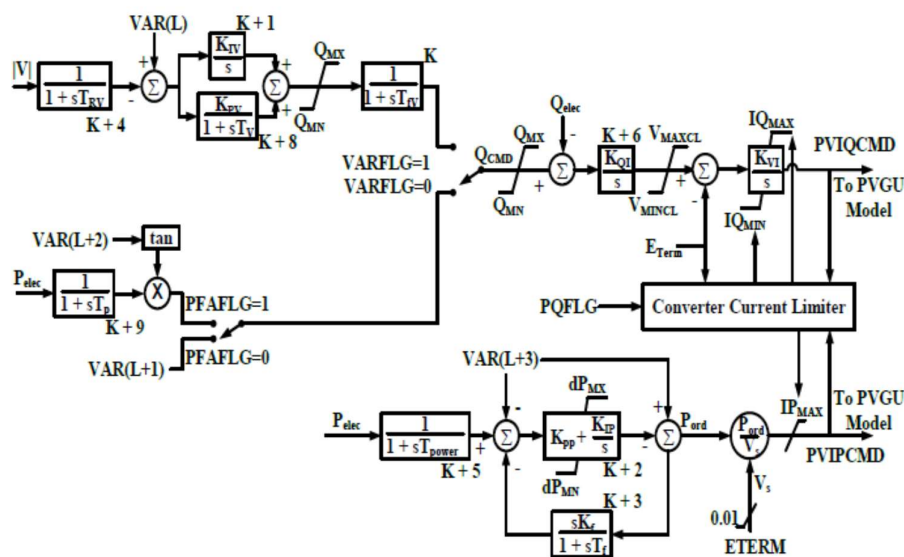 VAR(L)
|V|
1
1 + sT_RV
K + 4
+
-
Σ
K + 1
K_IV
s
K_PV
1 + sT_V
K + 8
+
+
Σ
Q_MX
Q_MN
K
1
1 + sT_fV
VARFLG=1
VARFLG=0
Q_CMD
Q_MX
Q_MN
Q_elec
-
+
Σ
K + 6
K_QI
s
V_MAXCL
V_MINCL
+
-
Σ
IQ_MAX
K_VI
s
IQ_MIN
PVIQCMD
To PVGU
Model
E_Term
VAR(L+2)
tan
P_elec
1
1 + sT_p
K + 9
X
PFAFLG=1
PFAFLG=0
VAR(L+1)
PQFLG
Converter Current Limiter
VAR(L+3)
P_elec
1
1 + sT_power
K + 5
-
+
-
Σ
dP_MX
K_pp + K_IP
s
dP_MN
K + 2
+
-
Σ
P_ord
P_ord
V_s
IP_MAX
To PVGU
Model
PVIPCMD
K + 3
sK_f
1 + sT_f
V_s
0.01
ETERM